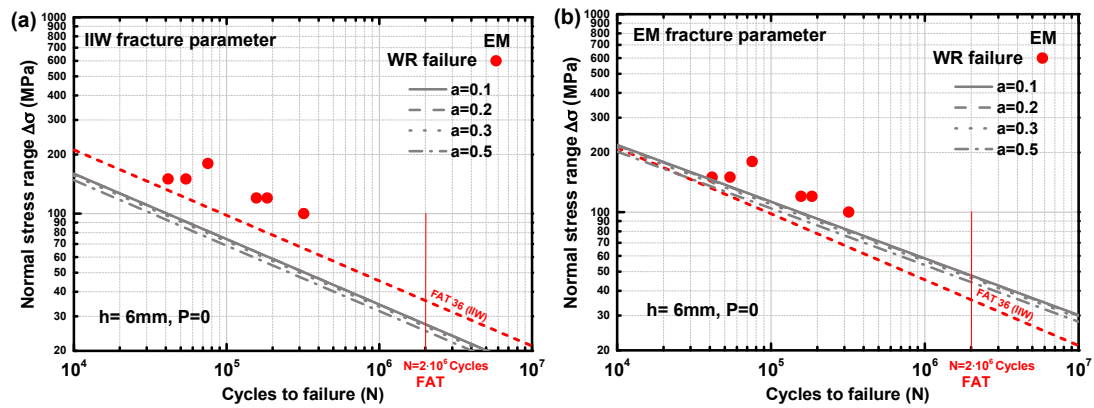 (a)
IIW fracture parameter
EM
WR failure
a=0.1
a=0.2
a=0.3
a=0.5
Normal stress range Δσ (MPa)
1000
900
800
700
600
500
400
300
200
100
90
80
70
60
50
40
30
20
FAT 36 (IIW)
h= 6mm, P=0
10⁴
10⁵
10⁶
10⁷
N=2·10⁶ Cycles
FAT
Cycles to failure (N)
(b)
EM fracture parameter
EM
WR failure
a=0.1
a=0.2
a=0.3
a=0.5
Normal stress range Δσ (MPa)
1000
900
800
700
600
500
400
300
200
100
90
80
70
60
50
40
30
20
FAT 36 (IIW)
h= 6mm, P=0
10⁴
10⁵
10⁶
10⁷
N=2·10⁶ Cycles
FAT
Cycles to failure (N)